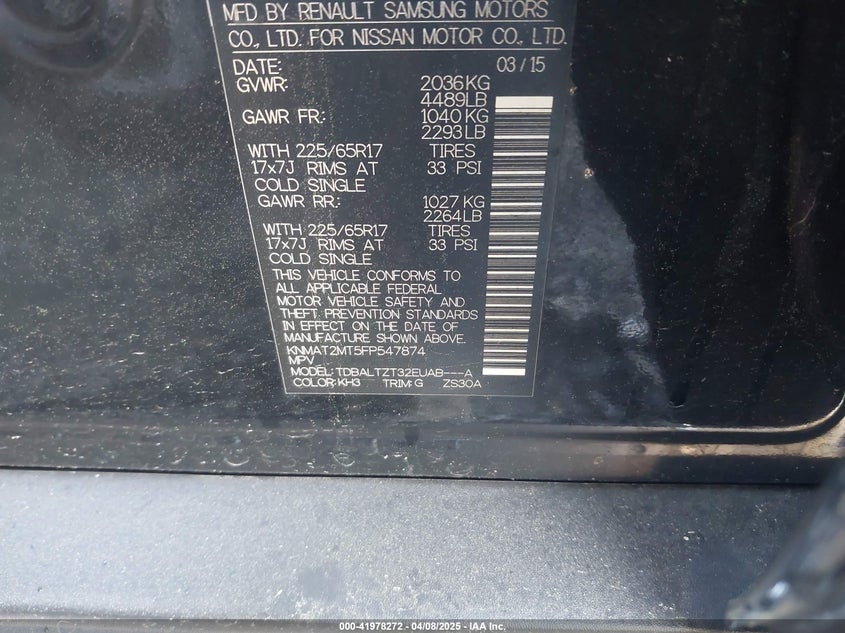 MFD BY RENAULT SAMSUNG MOTORS
CO., LTD. FOR NISSAN MOTOR CO., LTD.
DATE: 03/15
GVWR: 2036KG
4489LB
GAWR FR: 1040KG
2293LB
WITH 225/65R17 TIRES
17x7J RIMS AT 33 PSI
COLD SINGLE
GAWR RR: 1027KG
2264LB
WITH 225/65R17 TIRES
17x7J RIMS AT 33 PSI
COLD SINGLE
THIS VEHICLE CONFORMS TO
ALL APPLICABLE FEDERAL
MOTOR VEHICLE SAFETY AND
THEFT PREVENTION STANDARDS
IN EFFECT ON THE DATE OF
MANUFACTURE SHOWN ABOVE.
KNMAT2MT5FP547874
MPV
MODEL: TDBALTZT32EUAB---A
COLOR: KH3 TRIM: G ZS30A
000-41978272 - 04/08/2025 - IAA Inc.